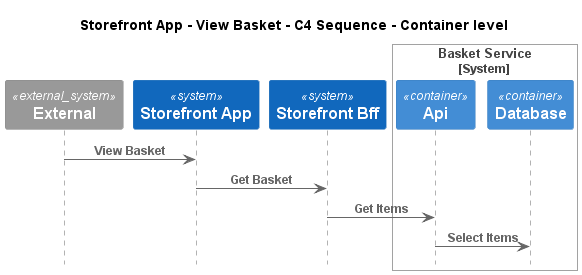 Storefront App - View Basket - C4 Sequence - Container level
Basket Service
[System]
«external_system»
External
«system»
Storefront App
«system»
Storefront Bff
«container»
Api
«container»
Database
View Basket
Get Basket
Get Items
Select Items